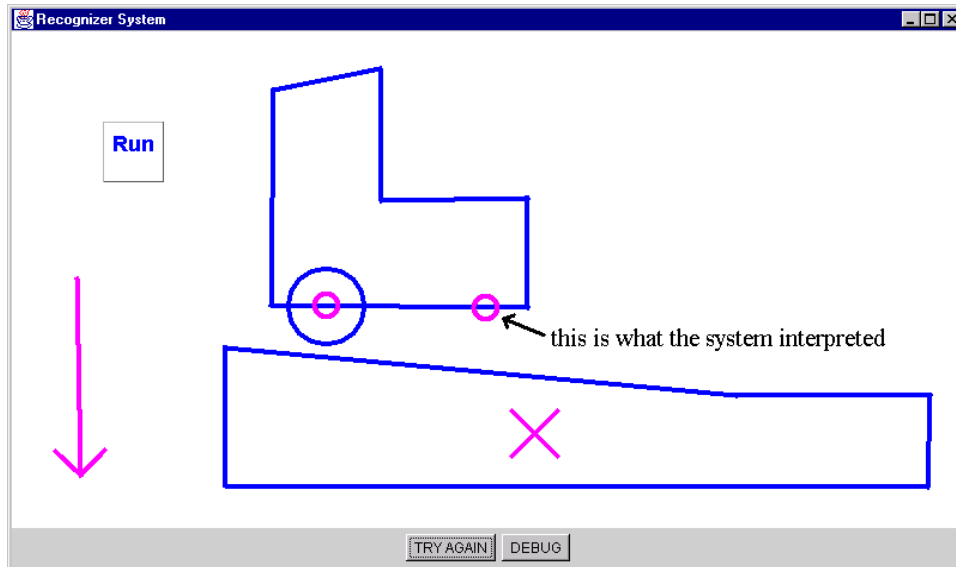 Recognizer System
Run
this is what the system interpreted
TRY AGAIN DEBUG